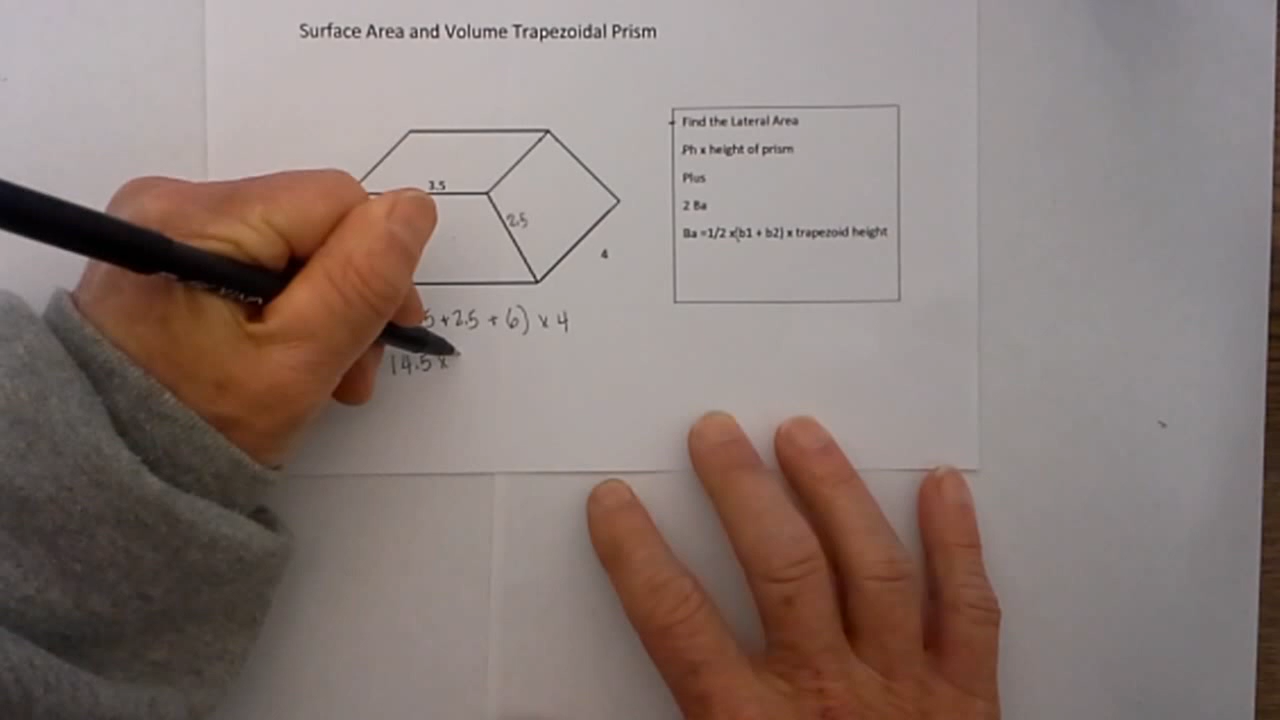 Surface Area and Volume Trapezoidal Prism
Find the Lateral Area
Ph x height of prism
Plus
2 Ba
Ba =1/2 x(b1 + b2) x trapezoid height
3.5
2.5
4
5 + 2.5 + 6) x 4
14.5 x